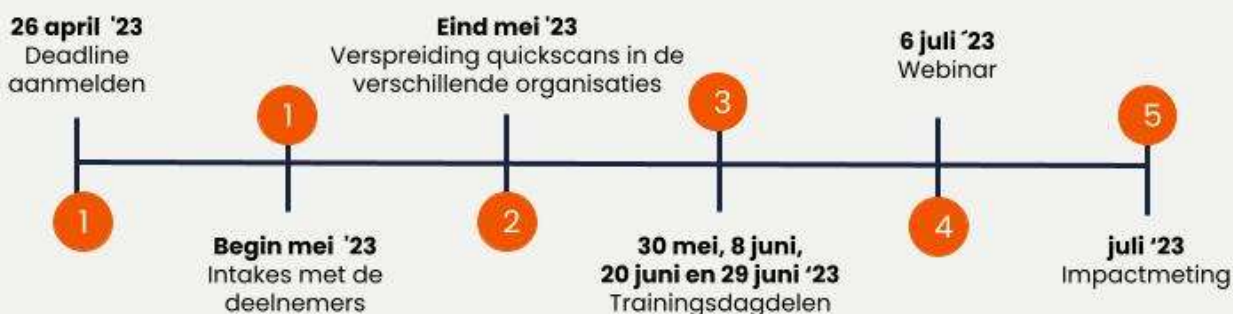 26 april '23
Deadline
aanmelden
1
1
Begin mei '23
Intakes met de
deelnemers
Eind mei '23
Verspreiding quickscans in de
verschillende organisaties
2
3
30 mei, 8 juni,
20 juni en 29 juni ‘23
Trainingsdagdelen
6 juli ´23
Webinar
4
5
juli ‘23
Impactmeting